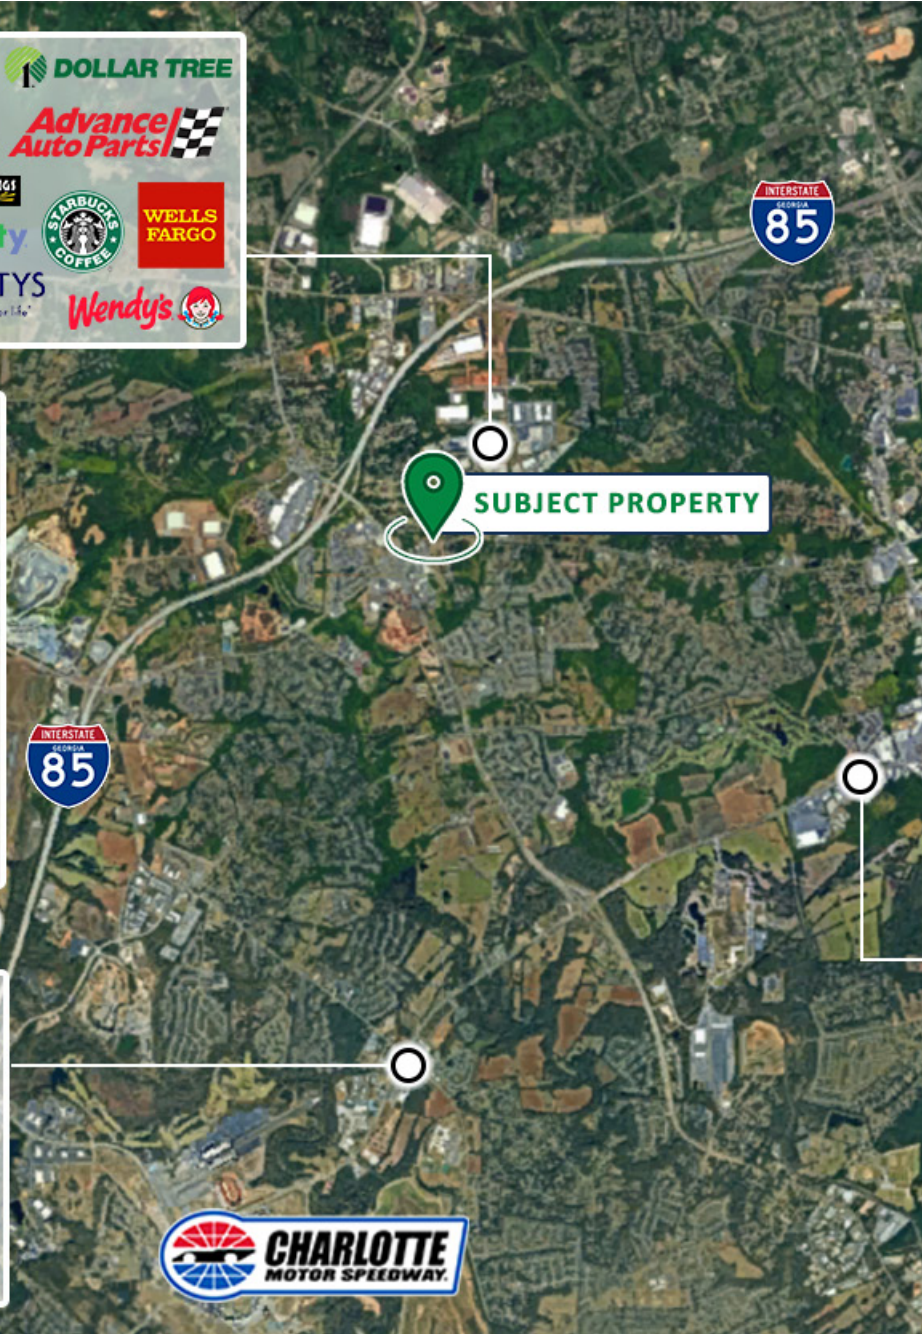 DOLLAR TREE
Advance
Auto Parts
STARBUCKS
COFFEE
WELLS
FARGO
Wendy's
INTERSTATE
GEORGIA
85
SUBJECT PROPERTY
INTERSTATE
GEORGIA
85
CHARLOTTE
MOTOR SPEEDWAY